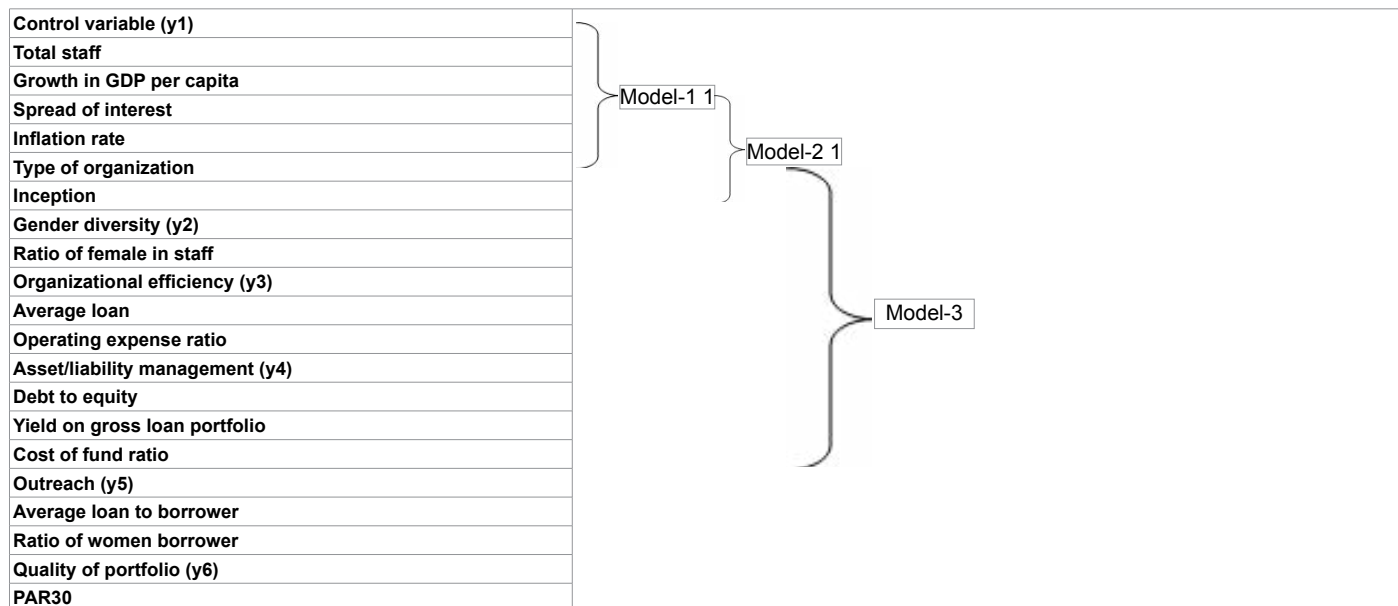 Control variable (y1)
Total staff
Growth in GDP per capita
Spread of interest
Inflation rate
Type of organization
Inception
Gender diversity (y2)
Ratio of female in staff
Organizational efficiency (y3)
Average loan
Operating expense ratio
Asset/liability management (y4)
Debt to equity
Yield on gross loan portfolio
Cost of fund ratio
Outreach (y5)
Average loan to borrower
Ratio of women borrower
Quality of portfolio (y6)
PAR30
Model-1 1
Model-2 1
Model-3